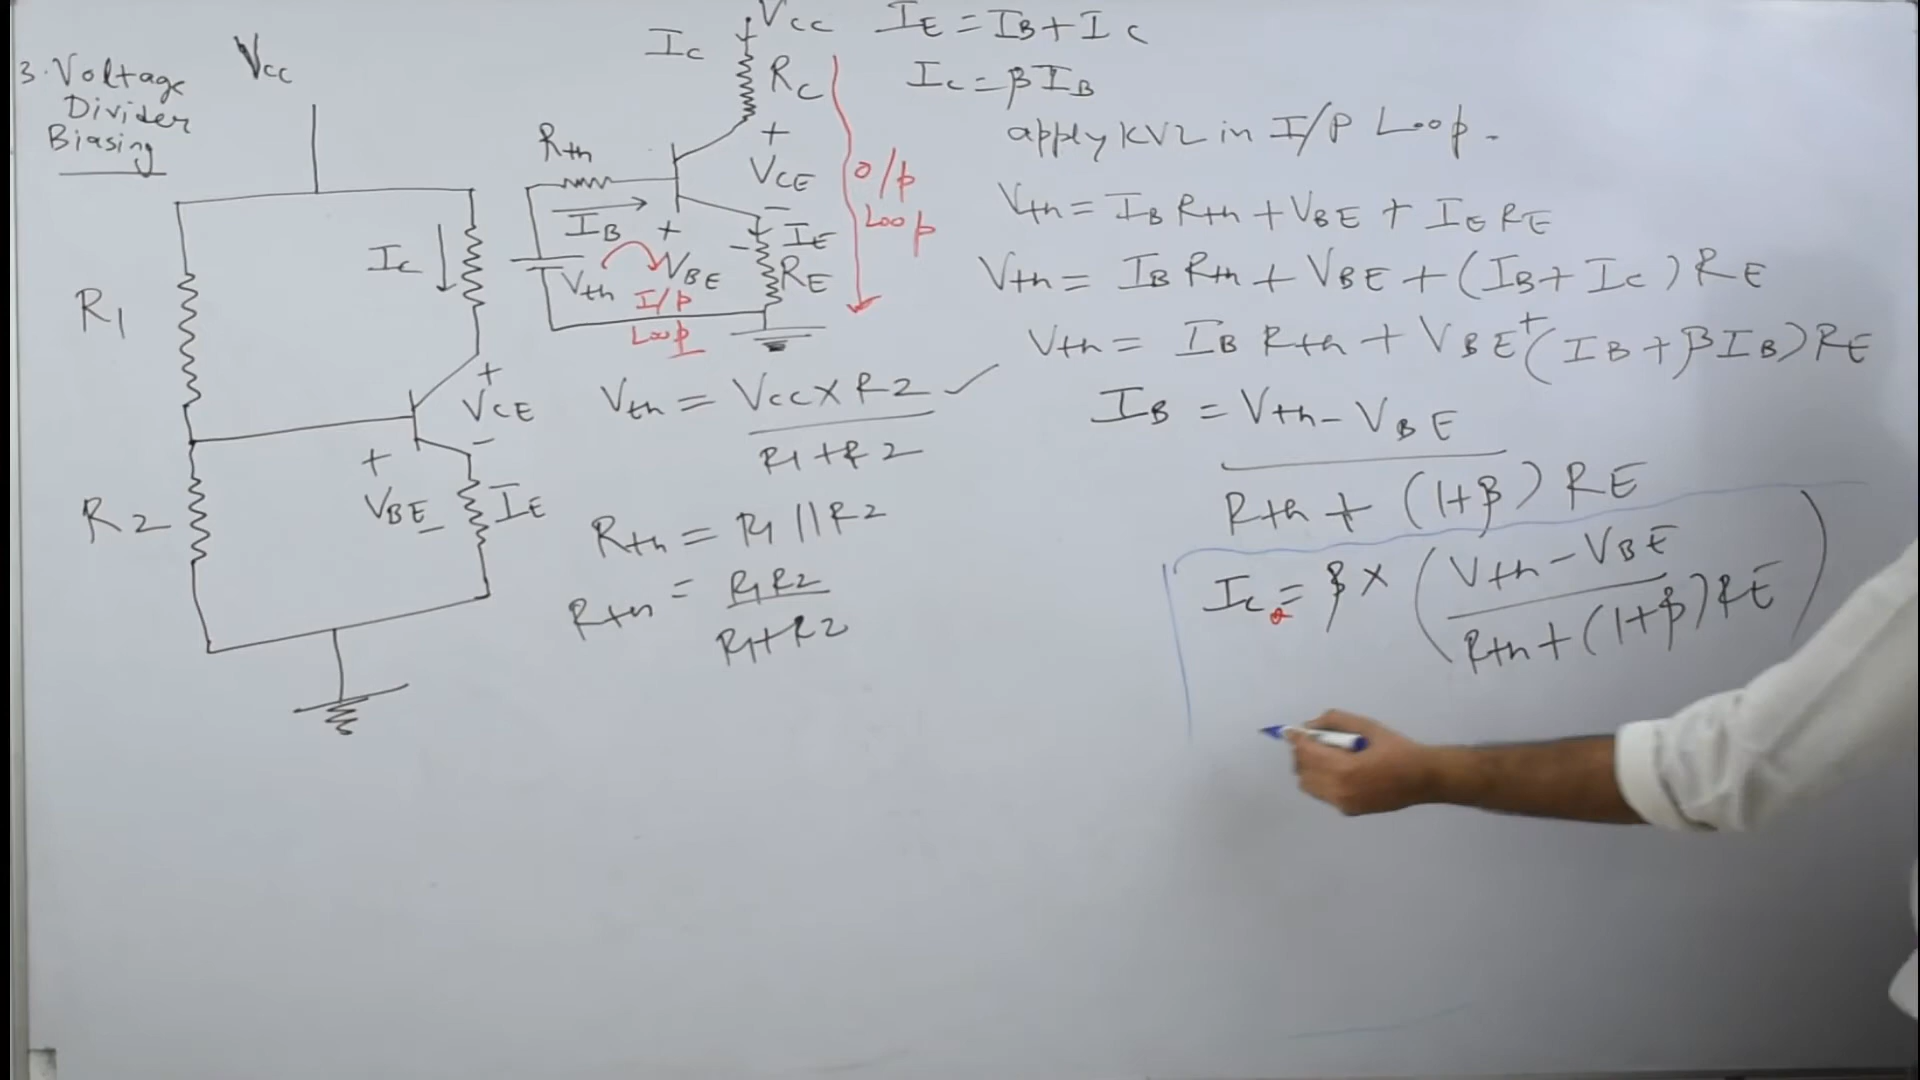 3. Voltage
Divider
Biasing
Vcc
R1
R2
Ic
+
VCE
-
+
VBE
-
IE
Ic
Vcc
RC
+
VCE
-
Rth
IB
+
VBE
-
IE
RE
Vth
I/P
Loop
O/p
Loop
Vth = Vcc x R2 ✓
R1 + R2
Rth = R1 || R2
Rth = R1R2
R1+R2
IE = IB + Ic
Ic = βIB
apply KVL in I/P Loop.
Vth = IB Rth + VBE + IE RE
Vth = IB Rth + VBE + (IB + Ic) RE
Vth = IB Rth + VBE + (IB + βIB) RE
IB = Vth - VBE
Rth + (1+β) RE
Ic = β x (Vth - VBE
Rth + (1+β) RE)